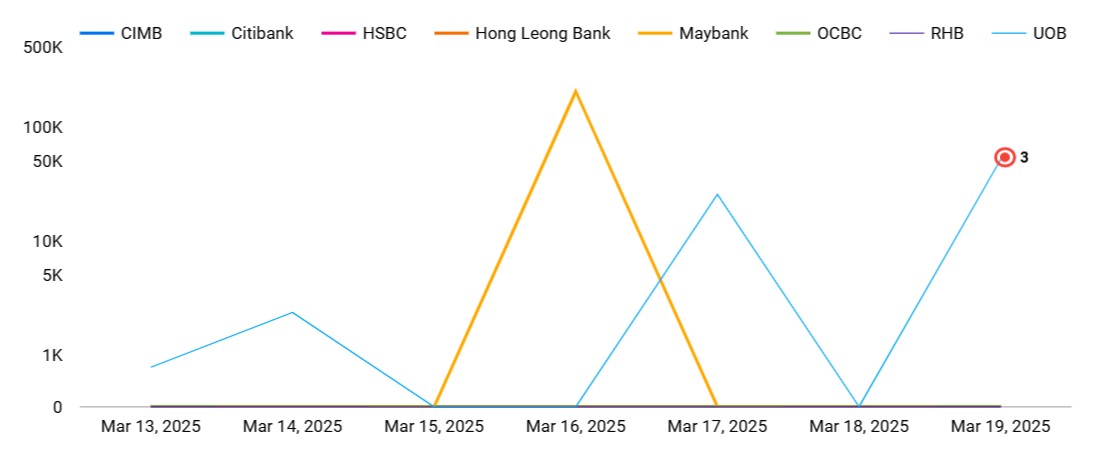 CIMB Citibank HSBC Hong Leong Bank Maybank OCBC RHB UOB
500K
100K
50K
3
10K
5K
1K
0
Mar 13, 2025 Mar 14, 2025 Mar 15, 2025 Mar 16, 2025 Mar 17, 2025 Mar 18, 2025 Mar 19, 2025